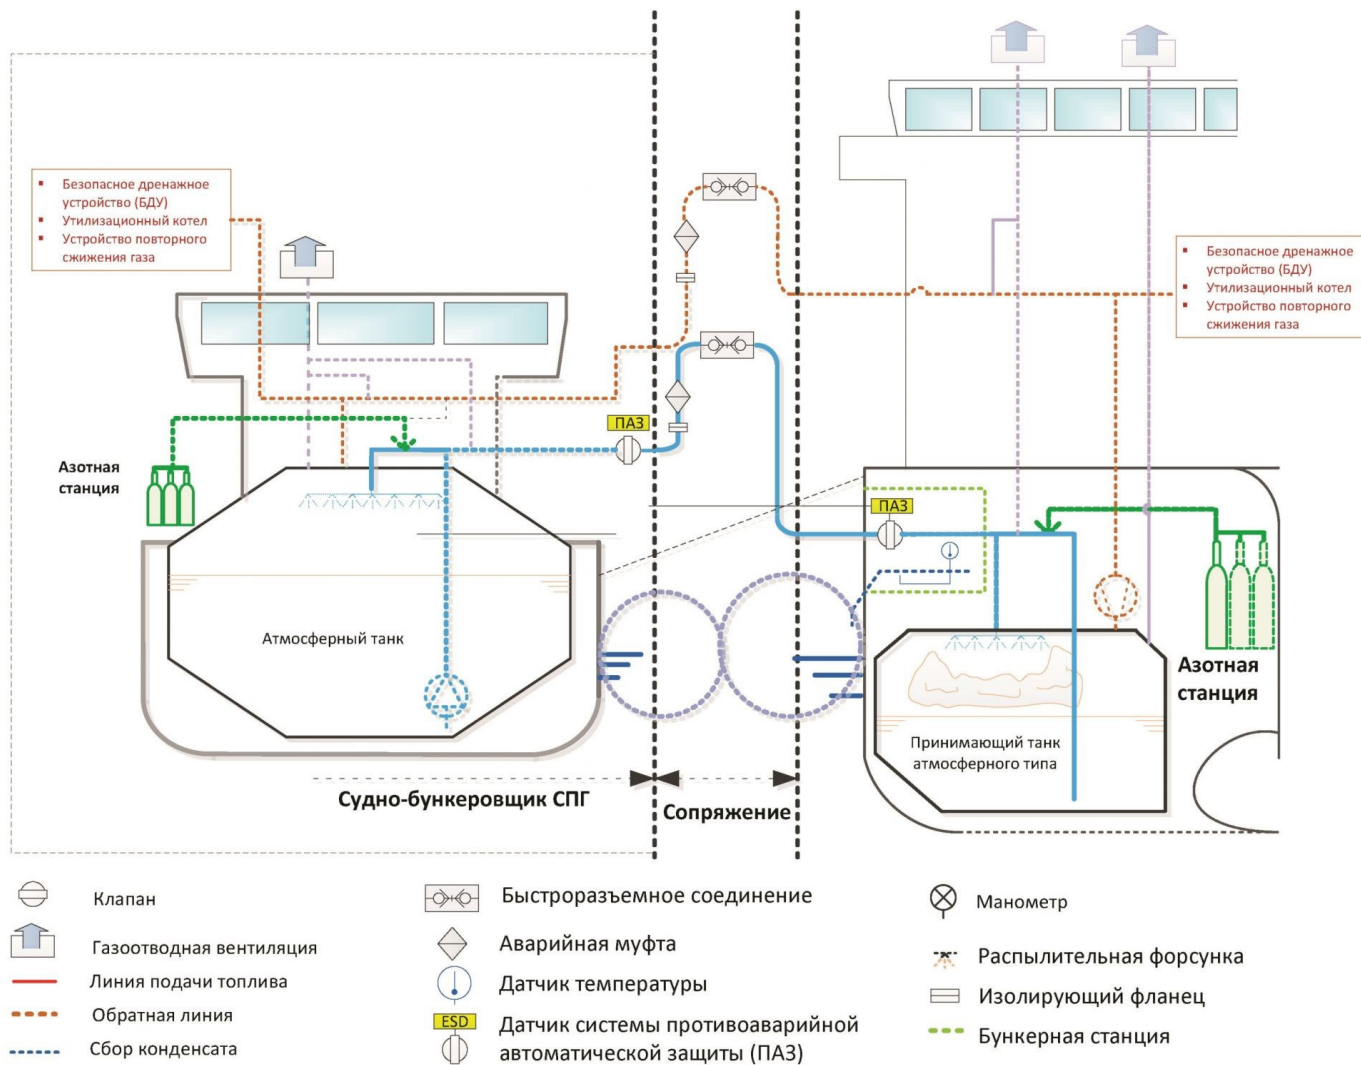 Безопасное дренажное
устройство (БДУ)
Утилизационный котел
Устройство повторного
сжижения газа
Безопасное дренажное
устройство (БДУ)
Утилизационный котел
Устройство повторного
сжижения газа
ПАЗ
Азотная
станция
ПАЗ
Атмосферный танк
Азотная
станция
Принимающий танк
атмосферного типа
Судно-бункеровщик СПГ
Сопряжение
Клапан
Газоотводная вентиляция
Линия подачи топлива
Обратная линия
Сбор конденсата
Быстроразъемное соединение
Аварийная муфта
Датчик температуры
ESD
Датчик системы противоаварийной
автоматической защиты (ПАЗ)
Манометр
Распылительная форсунка
Изолирующий фланец
Бункерная станция